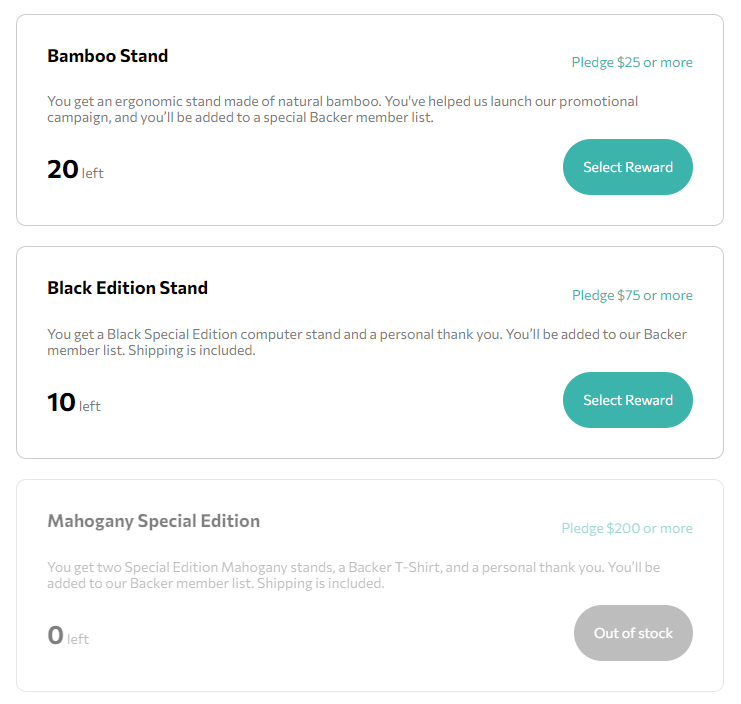 Bamboo Stand
Pledge $25 or more
You get an ergonomic stand made of natural bamboo. You've helped us launch our promotional
campaign, and you’ll be added to a special Backer member list.
20 left
Select Reward
Black Edition Stand
Pledge $75 or more
You get a Black Special Edition computer stand and a personal thank you. You’ll be added to our Backer
member list. Shipping is included.
10 left
Select Reward
Mahogany Special Edition
Pledge $200 or more
You get two Special Edition Mahogany stands, a Backer T-Shirt, and a personal thank you. You’ll be
added to our Backer member list. Shipping is included.
0 left
Out of stock